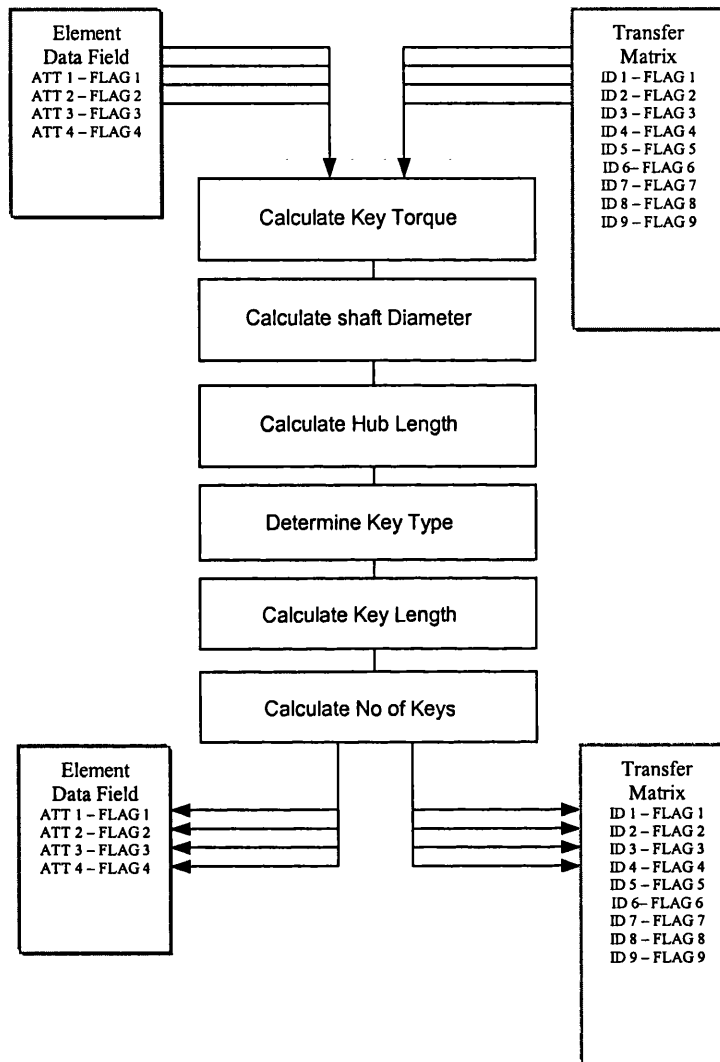 Element
Data Field
ATT 1 – FLAG 1
ATT 2 – FLAG 2
ATT 3 – FLAG 3
ATT 4 – FLAG 4
Transfer
Matrix
ID 1 – FLAG 1
ID 2 – FLAG 2
ID 3 – FLAG 3
ID 4 – FLAG 4
ID 5 – FLAG 5
ID 6– FLAG 6
ID 7 – FLAG 7
ID 8 – FLAG 8
ID 9 – FLAG 9
Calculate Key Torque
Calculate shaft Diameter
Calculate Hub Length
Determine Key Type
Calculate Key Length
Calculate No of Keys
Element
Data Field
ATT 1 – FLAG 1
ATT 2 – FLAG 2
ATT 3 – FLAG 3
ATT 4 – FLAG 4
Transfer
Matrix
ID 1 – FLAG 1
ID 2 – FLAG 2
ID 3 – FLAG 3
ID 4 – FLAG 4
ID 5 – FLAG 5
ID 6– FLAG 6
ID 7 – FLAG 7
ID 8 – FLAG 8
ID 9 – FLAG 9